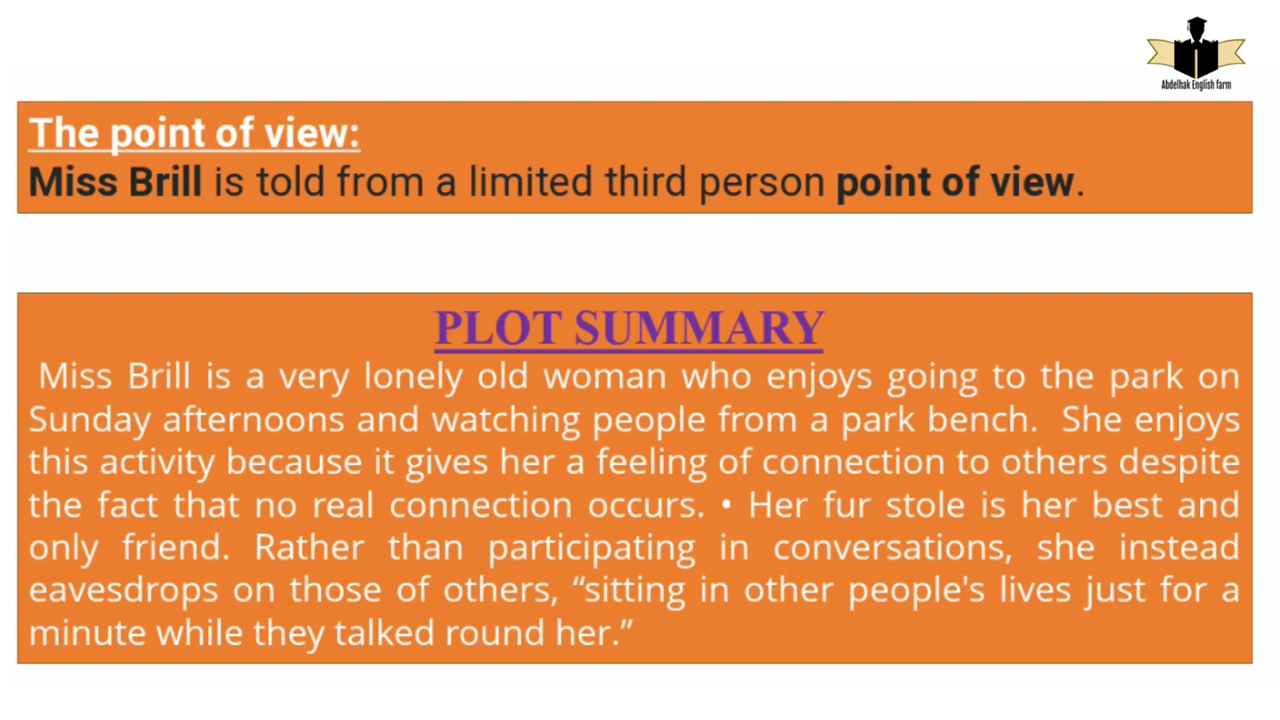 Abdelhak English farm
The point of view:
Miss Brill is told from a limited third person point of view.
PLOT SUMMARY
Miss Brill is a very lonely old woman who enjoys going to the park on
Sunday afternoons and watching people from a park bench. She enjoys
this activity because it gives her a feeling of connection to others despite
the fact that no real connection occurs. • Her fur stole is her best and
only friend. Rather than participating in conversations, she instead
eavesdrops on those of others, “sitting in other people's lives just for a
minute while they talked round her.”